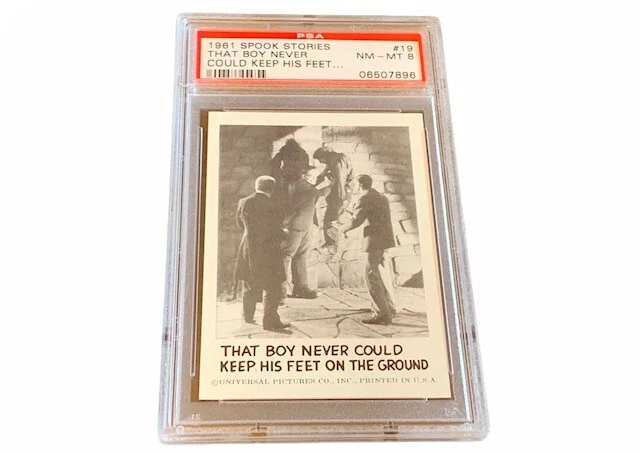 PSA
1961 SPOOK STORIES #19
THAT BOY NEVER NM - MT 8
COULD KEEP HIS FEET... 06507896
THAT BOY NEVER COULD
KEEP HIS FEET ON THE GROUND
©UNIVERSAL PICTURES CO., INC., PRINTED IN U.S.A.